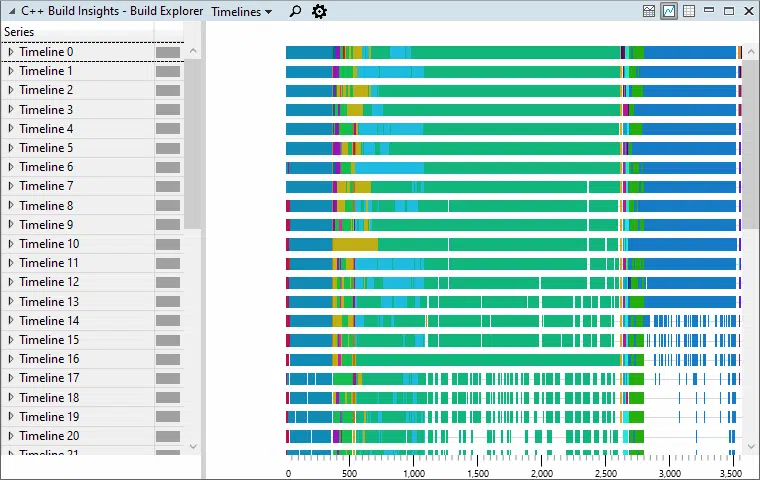 C++ Build Insights - Build Explorer Timelines
Series
Timeline 0
Timeline 1
Timeline 2
Timeline 3
Timeline 4
Timeline 5
Timeline 6
Timeline 7
Timeline 8
Timeline 9
Timeline 10
Timeline 11
Timeline 12
Timeline 13
Timeline 14
Timeline 15
Timeline 16
Timeline 17
Timeline 18
Timeline 19
Timeline 20
Timeline 21
0 500 1,000 1,500 2,000 2,500 3,000 3,500